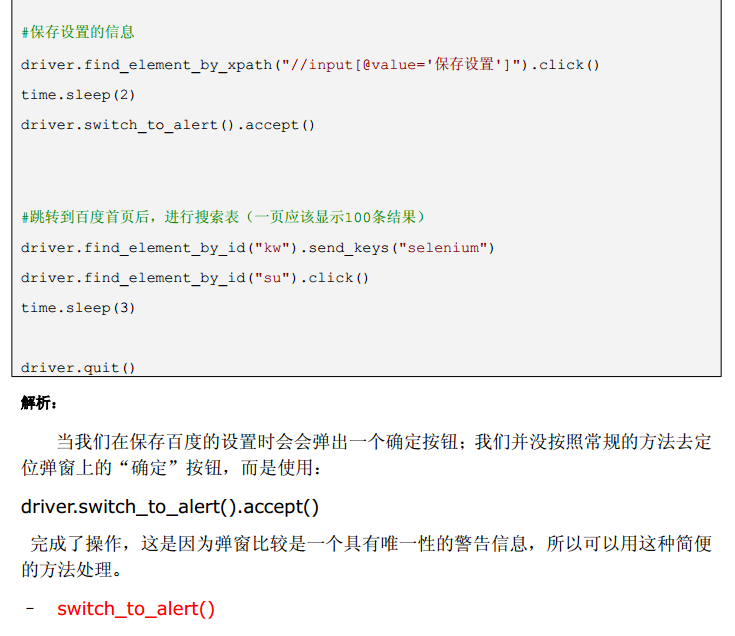 #保存设置的信息
driver.find_element_by_xpath("//input[@value='保存设置']").click()
time.sleep(2)
driver.switch_to_alert().accept()
#跳转到百度首页后，进行搜索表（一页应该显示100条结果）
driver.find_element_by_id("kw").send_keys("selenium")
driver.find_element_by_id("su").click()
time.sleep(3)
driver.quit()
解析：
当我们在保存百度的设置时会会弹出一个确定按钮；我们并没按照常规的方法去定
位弹窗上的“确定”按钮，而是使用：
driver.switch_to_alert().accept()
完成了操作，这是因为弹窗比较是一个具有唯一性的警告信息，所以可以用这种简便
的方法处理。
– switch_to_alert()